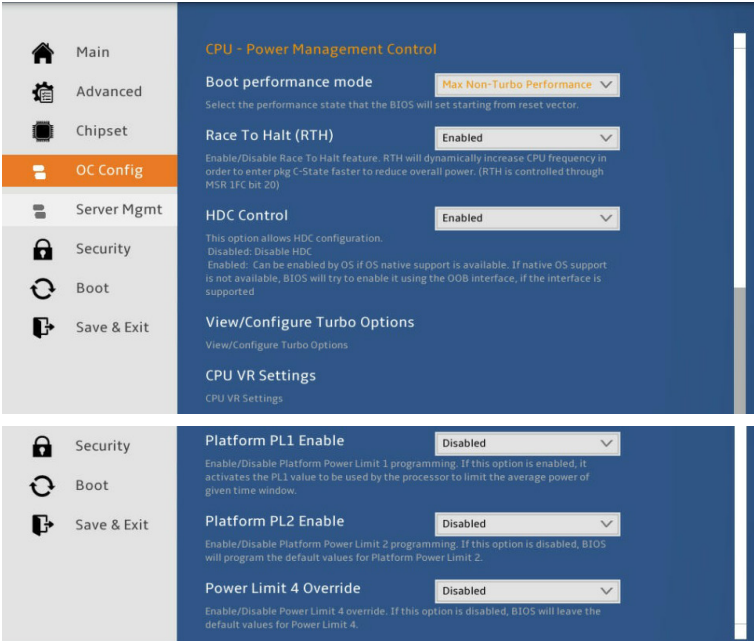 CPU - Power Management Control
Main
Boot performance mode
Max Non-Turbo Performance
Advanced
Select the performance state that the BIOS will set starting from reset vector.
Chipset
Race To Halt (RTH)
Enabled
Enable/Disable Race To Halt feature. RTH will dynamically increase CPU frequency in
OC Config
order to enter pkg C-State faster to reduce overall power. (RTH is controlled through
MSR 1FC bit 20)
Server Mgmt
HDC Control
Enabled
This option allows HDC configuration.
Security
Disabled: Disable HDC
Enabled: Can be enabled by OS if OS native support is available. If native OS support
is not available, BIOS will try to enable it using the OOB interface, if the interface is
Boot
supported
Save & Exit
View/Configure Turbo Options
View/Configure Turbo Options
CPU VR Settings
CPU VR Settings
Security
Platform PL1 Enable
Disabled
Enable/Disable Platform Power Limit 1 programming. If this option is enabled, it
Boot
activates the PL1 value to be used by the processor to limit the average power of
given time window.
Save & Exit
Platform PL2 Enable
Disabled
Enable/Disable Platform Power Limit 2 programming. If this option is disabled, BIOS
will program the default values for Platform Power Limit 2.
Power Limit 4 Override
Disabled
Enable/Disable Power Limit 4 override. If this option is disabled, BIOS will leave the
default values for Power Limit 4.